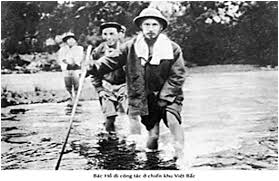 Bác Hồ đi công tác ở chiến khu Việt Bắc